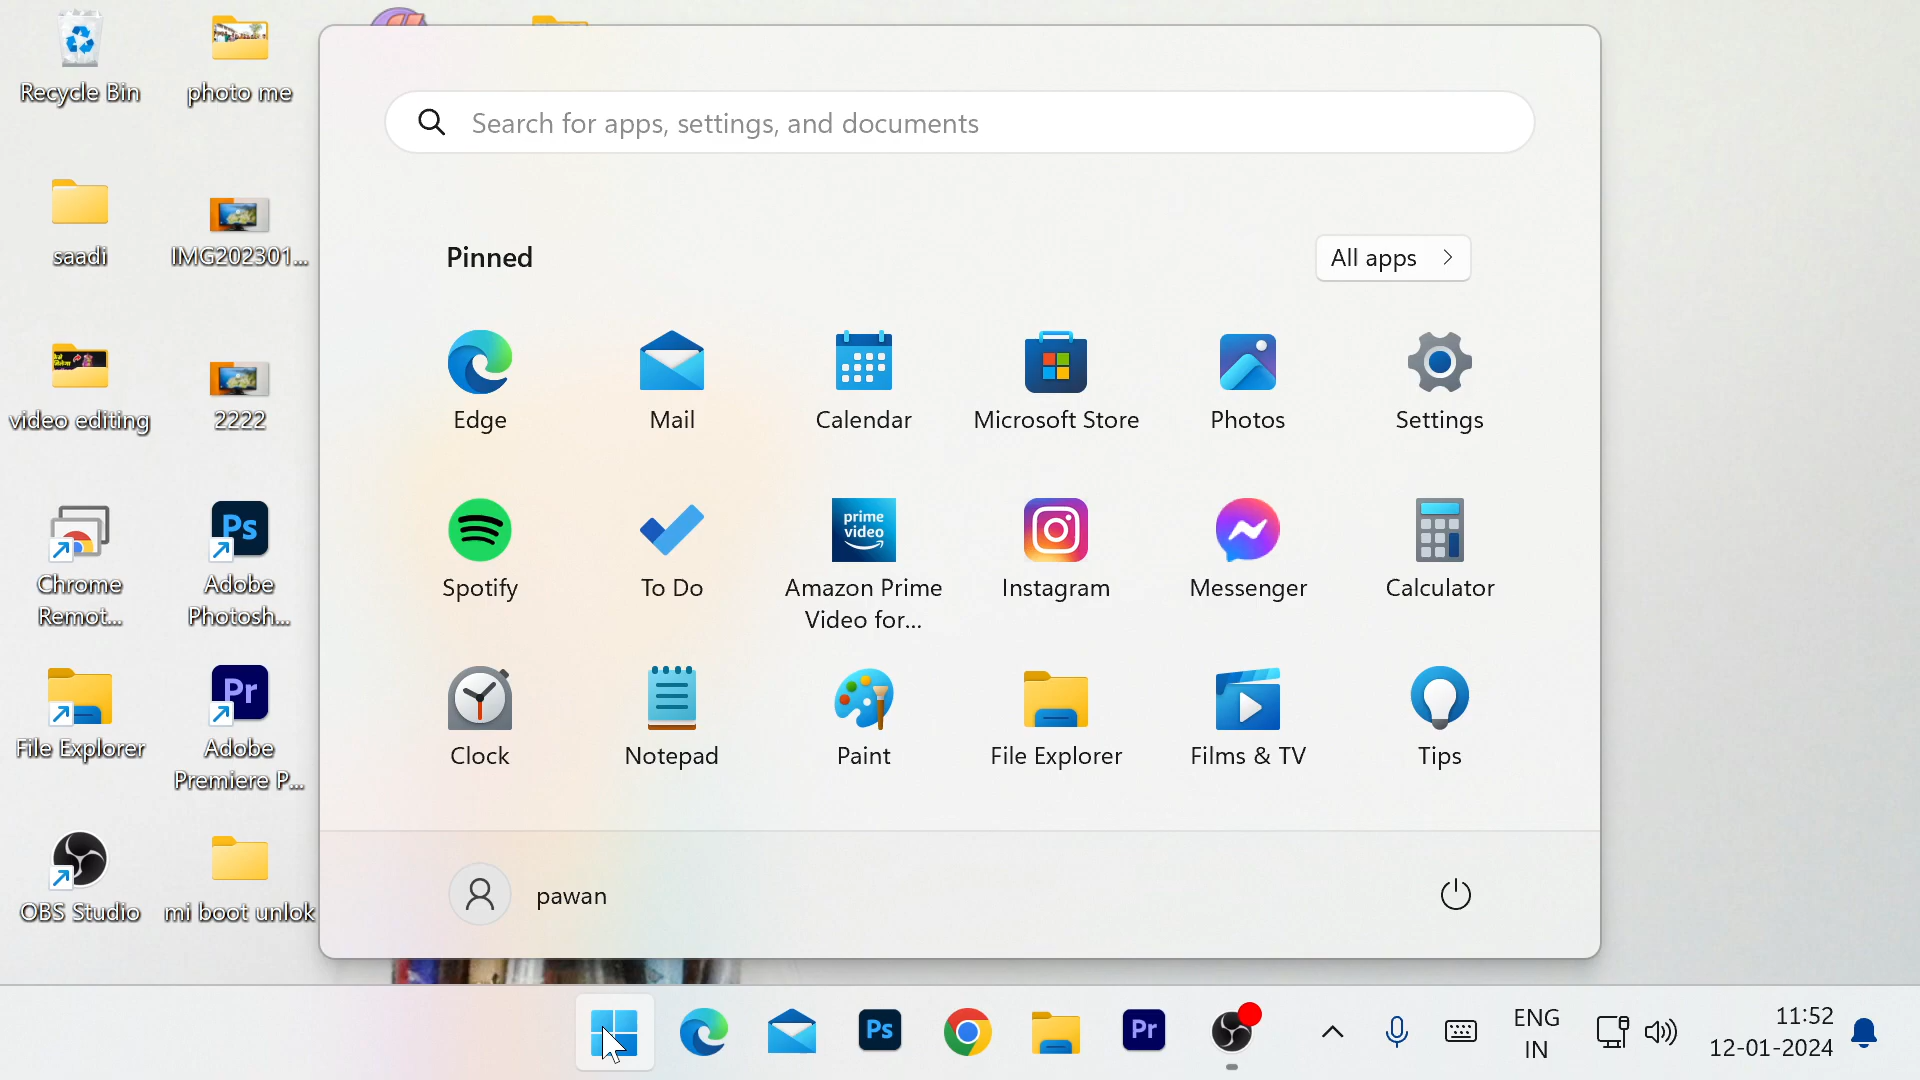 Recycle Bin
photo me
saadi
IMG202301...
video editing
2222
Chrome
Remot...
Adobe
Photosh...
File Explorer
Adobe
Premiere P...
OBS Studio
mi boot unlok
Search for apps, settings, and documents
Pinned
All apps
Edge
Mail
Calendar
Microsoft Store
Photos
Settings
prime
video
Spotify
To Do
Amazon Prime
Video for...
Instagram
Messenger
Calculator
Clock
Notepad
Paint
File Explorer
Films & TV
Tips
pawan
Ps
Pr
Ps
Pr
ENG
IN
11:52
12-01-2024